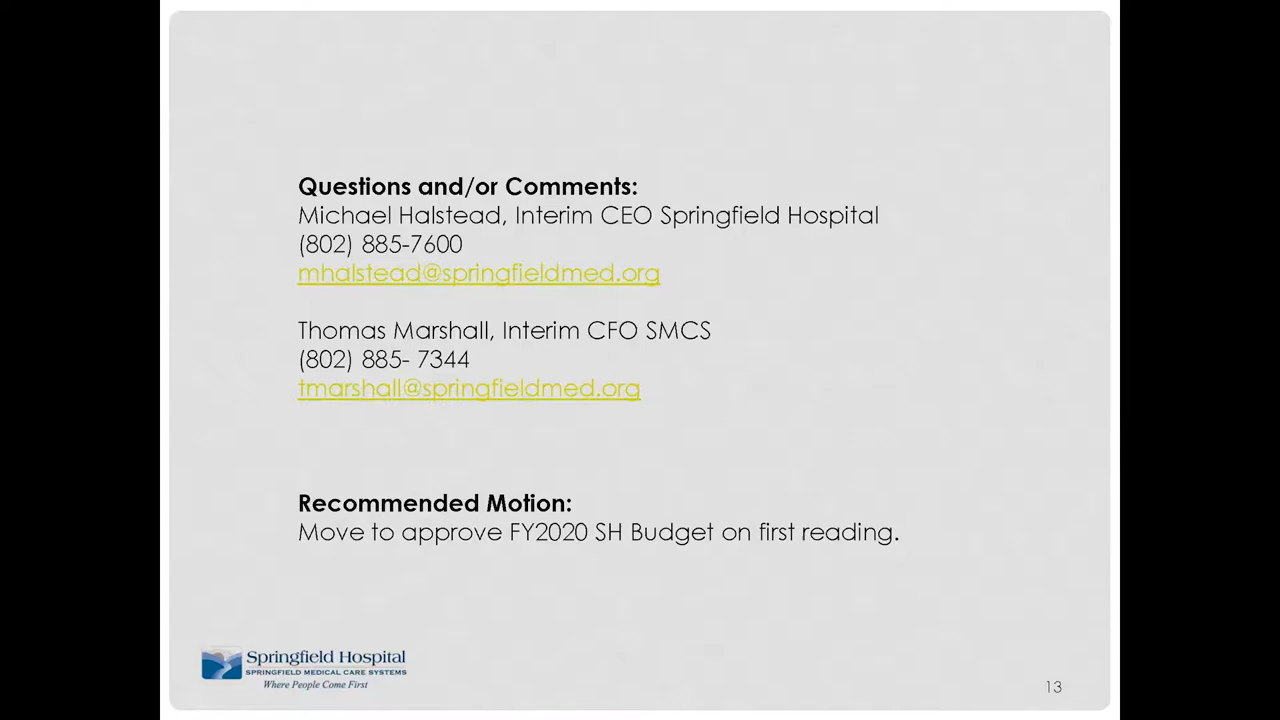 Questions and/or Comments:
Michael Halstead, Interim CEO Springfield Hospital
(802) 885-7600
mhalstead@springfieldmed.org
Thomas Marshall, Interim CFO SMCS
(802) 885- 7344
tmarshall@springfieldmed.org
Recommended Motion:
Move to approve FY2020 SH Budget on first reading.
Springfield Hospital
SPRINGFIELD MEDICAL CARE SYSTEMS
Where People Come First
13